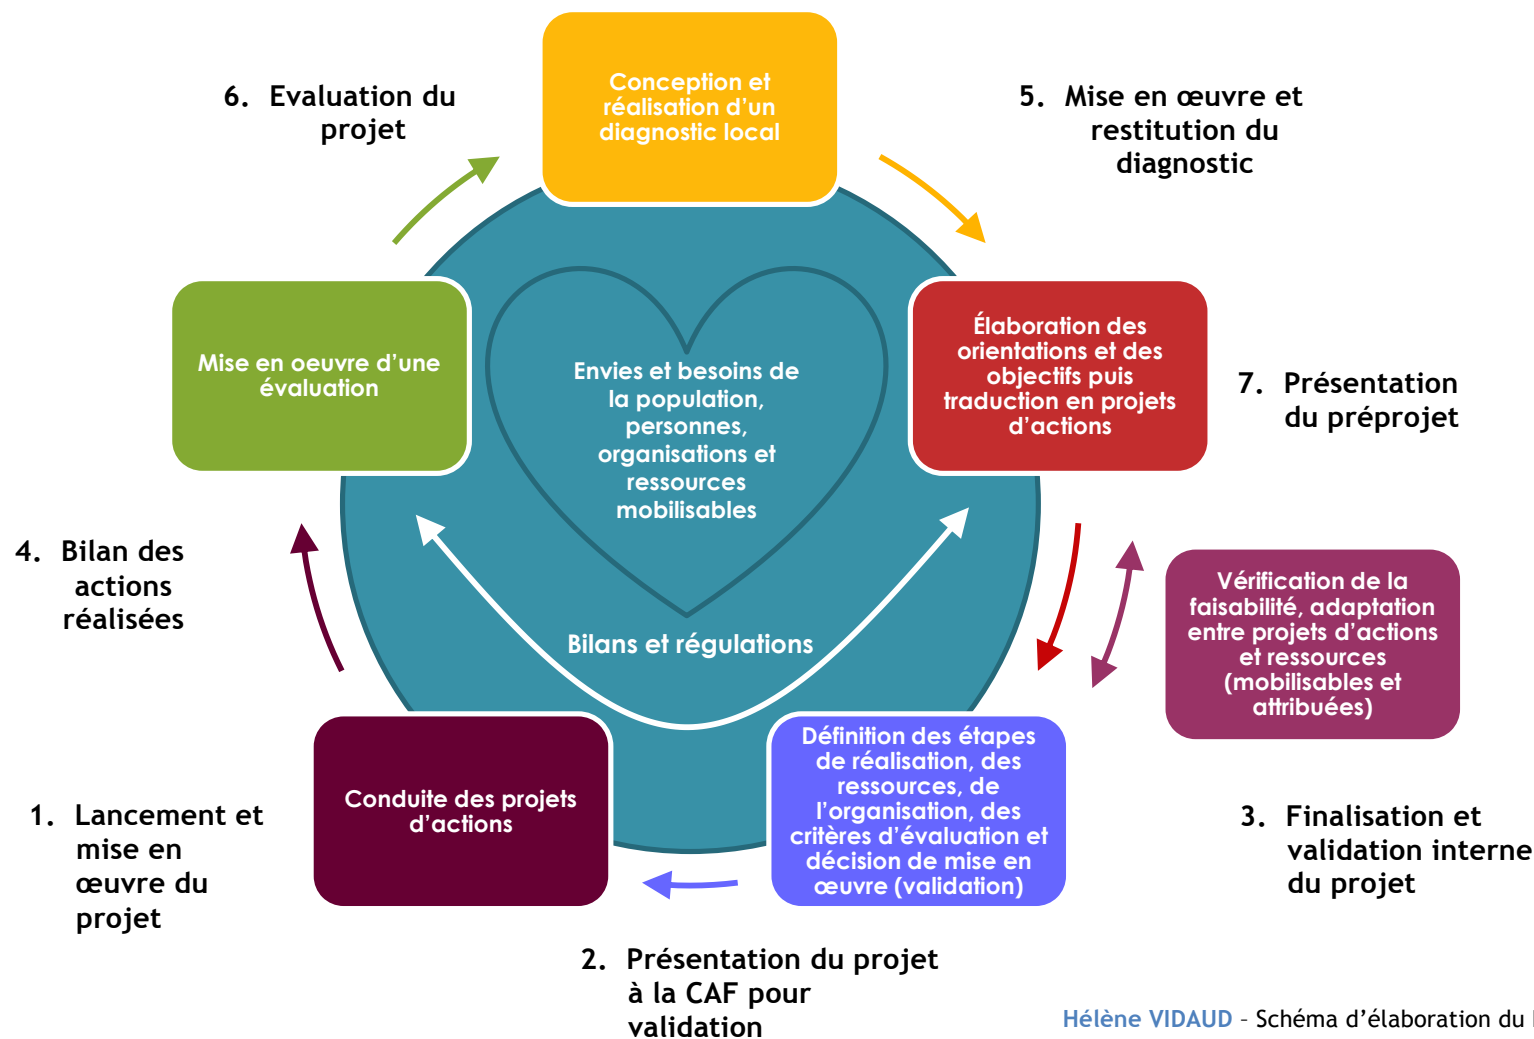 Conception et
réalisation d’un
diagnostic local
6. Evaluation du
projet
5. Mise en œuvre et
restitution du
diagnostic
Mise en oeuvre d’une
évaluation
Envies et besoins de
la population,
personnes,
organisations et
ressources
mobilisables
Élaboration des
orientations et des
objectifs puis
traduction en projets
d’actions
7. Présentation
du préprojet
4. Bilan des
actions
réalisées
Bilans et régulations
Vérification de la
faisabilité, adaptation
entre projets d’actions
et ressources
(mobilisables et
attribuées)
1. Lancement et
mise en
œuvre du
projet
Conduite des projets
d’actions
Définition des étapes
de réalisation, des
ressources, de
l’organisation, des
critères d’évaluation et
décision de mise en
œuvre (validation)
3. Finalisation et
validation interne
du projet
2. Présentation du projet
à la CAF pour
validation
Hélène VIDAUD – Schéma d’élaboration du